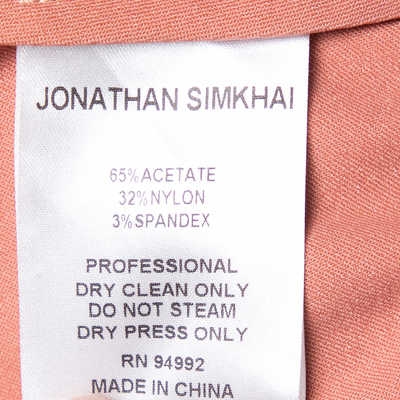 JONATHAN SIMKHAI
65% ACETATE
32% NYLON
3% SPANDEX
PROFESSIONAL
DRY CLEAN ONLY
DO NOT STEAM
DRY PRESS ONLY
RN 94992
MADE IN CHINA